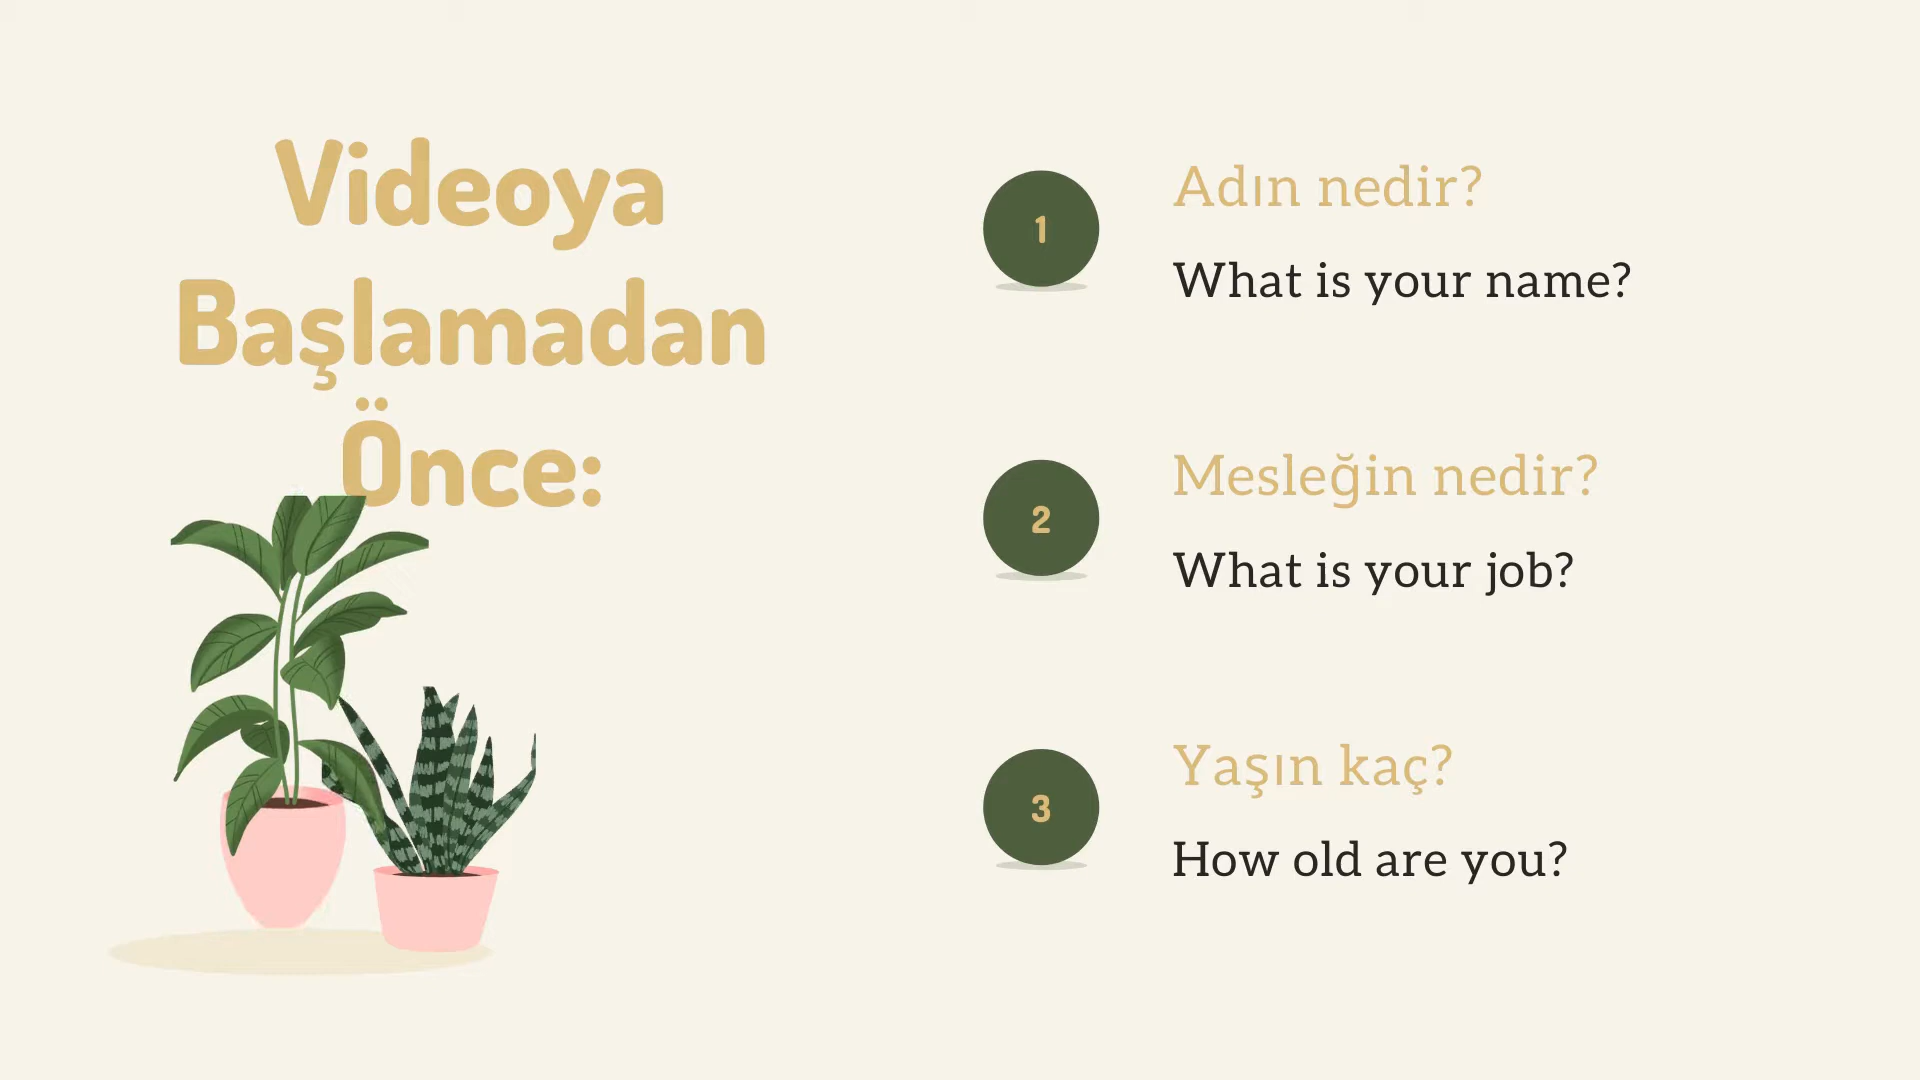 Videoya
Başlamadan
Önce:
1
Adın nedir?
What is your name?
2
Mesleğin nedir?
What is your job?
3
Yaşın kaç?
How old are you?